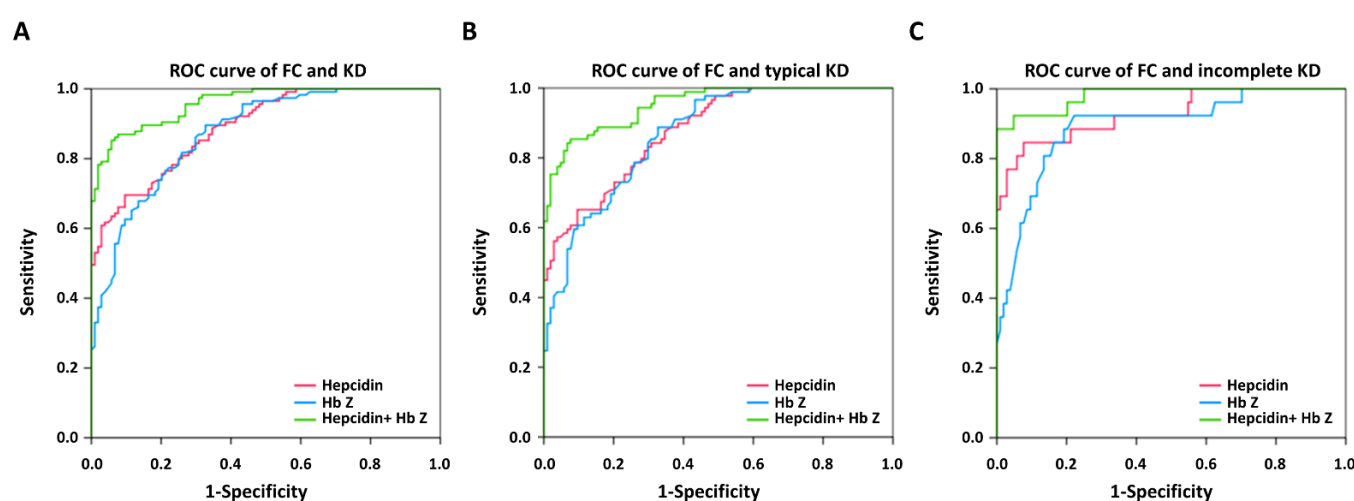 A
ROC curve of FC and KD
1.0
0.8
0.6
0.4
0.2
0.0
Sensitivity
Hepcidin
Hb Z
Hepcidin+ Hb Z
0.0 0.2 0.4 0.6 0.8 1.0
1-Specificity
B
ROC curve of FC and typical KD
1.0
0.8
0.6
0.4
0.2
0.0
Sensitivity
Hepcidin
Hb Z
Hepcidin+ Hb Z
0.0 0.2 0.4 0.6 0.8 1.0
1-Specificity
C
ROC curve of FC and incomplete KD
1.0
0.8
0.6
0.4
0.2
0.0
Sensitivity
Hepcidin
Hb Z
Hepcidin+ Hb Z
0.0 0.2 0.4 0.6 0.8 1.0
1-Specificity